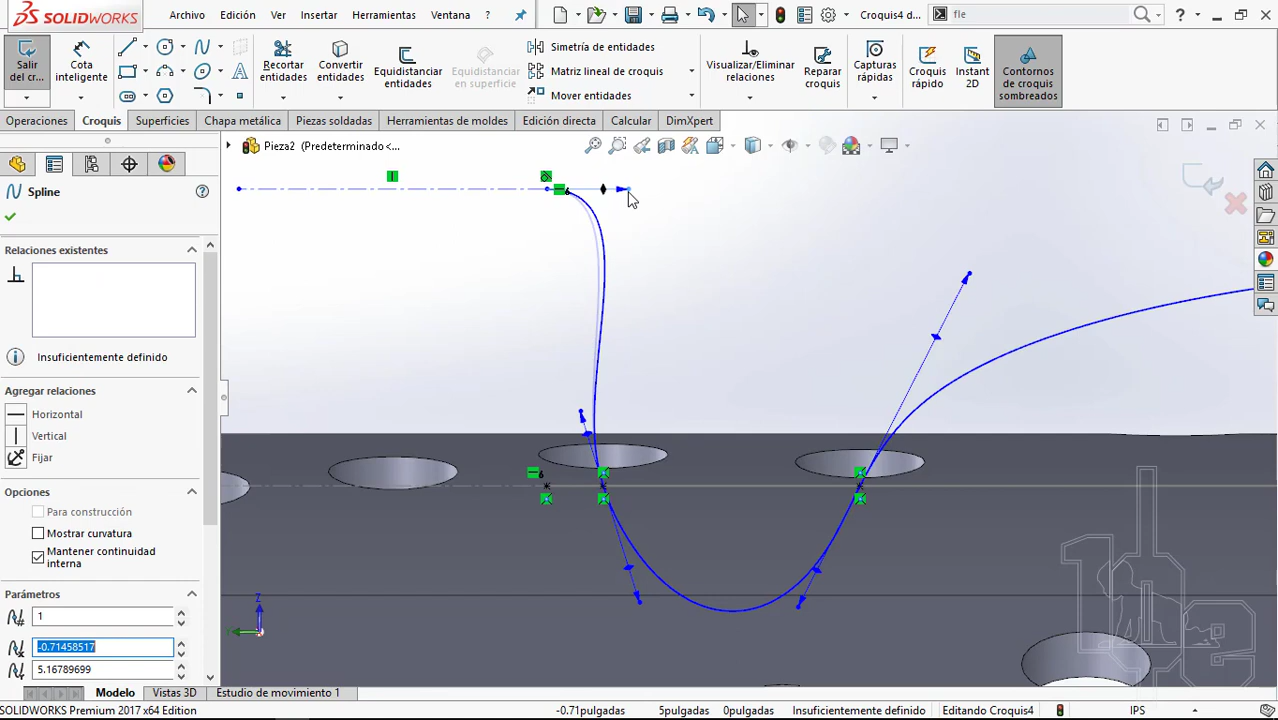 SOLIDWORKS
Archivo Edición Ver Insertar Herramientas Ventana ?
Croquis4 d... fle
Salir
del cr...
Cota
inteligente
Recortar
entidades
Convertir
entidades
Equidistanciar
entidades
Equidistanciar
en superficie
Simetría de entidades
Matriz lineal de croquis
Mover entidades
Visualizar/Eliminar
relaciones
Reparar
croquis
Capturas
rápidas
Croquis
rápido
Instant
2D
Contornos
de croquis
sombreados
Operaciones Croquis Superficies Chapa metálica Piezas soldadas Herramientas de moldes Edición directa Calcular DimXpert
Pieza2 (Predeterminado <...
Spline
Relaciones existentes
Insuficientemente definido
Agregar relaciones
Horizontal
Vertical
Fijar
Opciones
Para construcción
Mostrar curvatura
Mantener continuidad
interna
Parámetros
1
-0.71458517
5.16789699
Z
Modelo Vistas 3D Estudio de movimiento 1
SOLIDWORKS Premium 2017 x64 Edition
-0.71pulgadas 5pulgadas 0pulgadas Insuficientemente definido Editando Croquis4 IPS